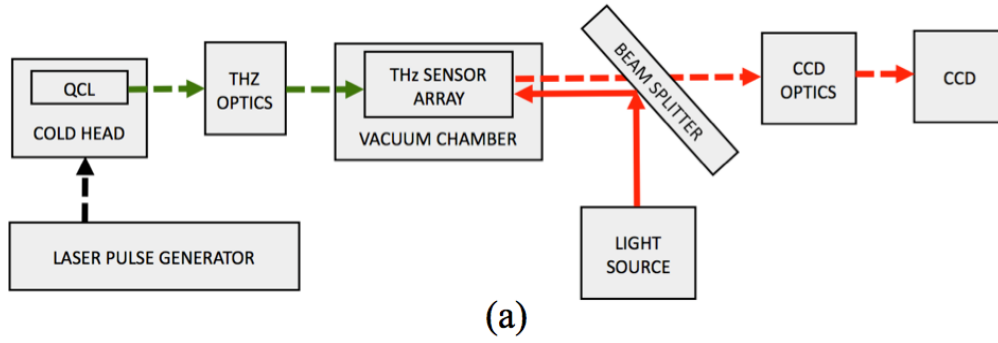 QCL
COLD HEAD
THZ
OPTICS
THz SENSOR
ARRAY
VACUUM CHAMBER
BEAM SPLITTER
CCD
OPTICS
CCD
LASER PULSE GENERATOR
LIGHT
SOURCE
(a)